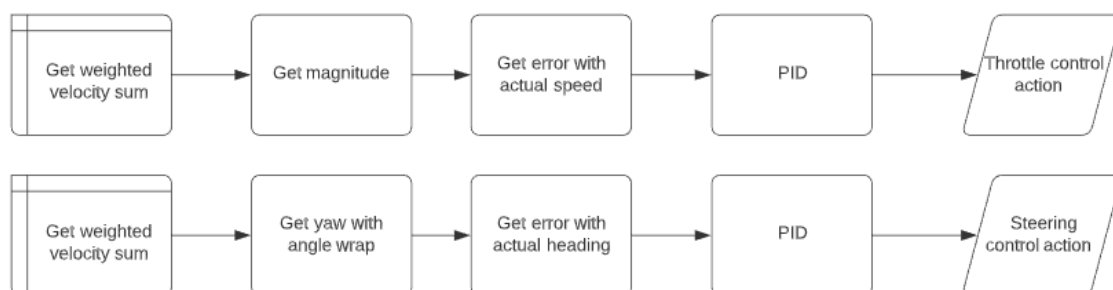 Get weighted
velocity sum
Get magnitude
Get error with
actual speed
PID
Throttle control
action
Get weighted
velocity sum
Get yaw with
angle wrap
Get error with
actual heading
PID
Steering
control action